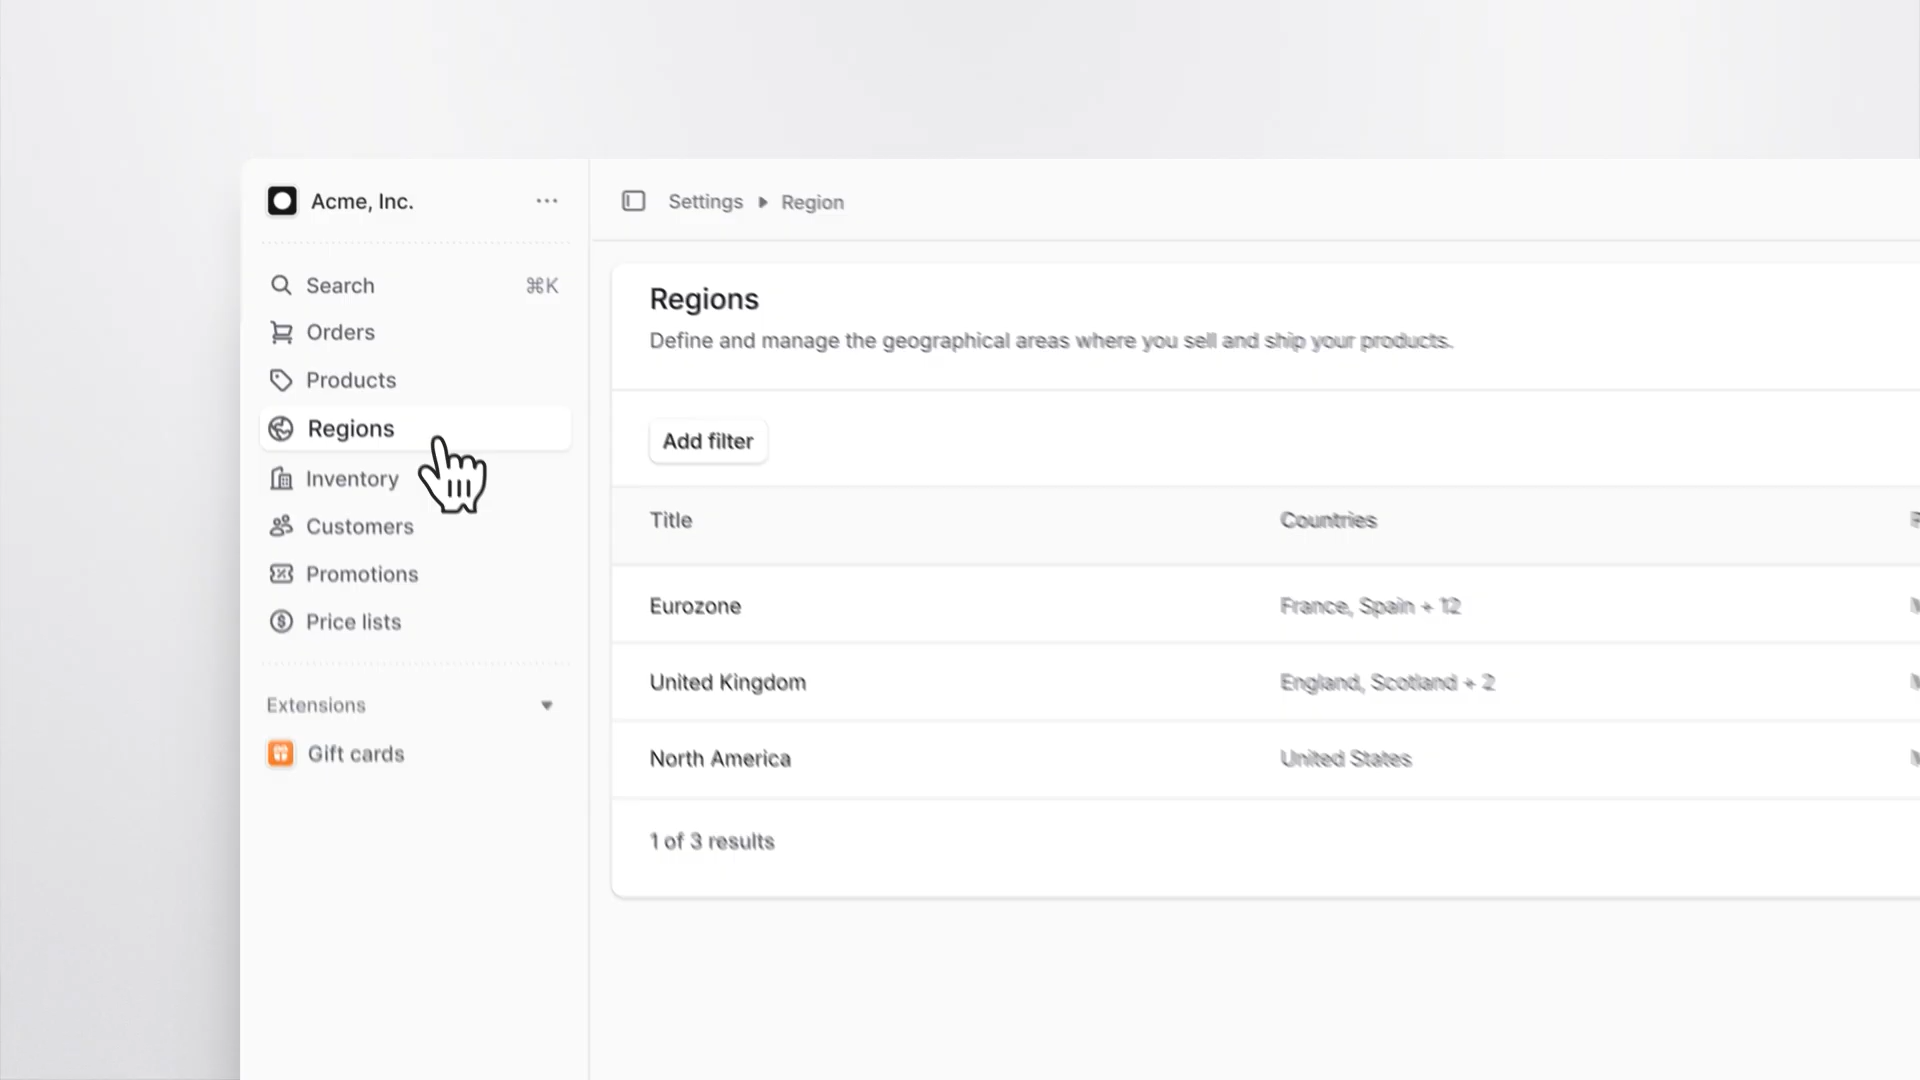 Acme, Inc.
Search ⌘K
Orders
Products
Regions
Inventory
Customers
Promotions
Price lists
Extensions
Gift cards
Settings Region
Regions
Define and manage the geographical areas where you sell and ship your products.
Add filter
Title Countries
Eurozone France, Spain + 12
United Kingdom England, Scotland + 2
North America United States
1 of 3 results